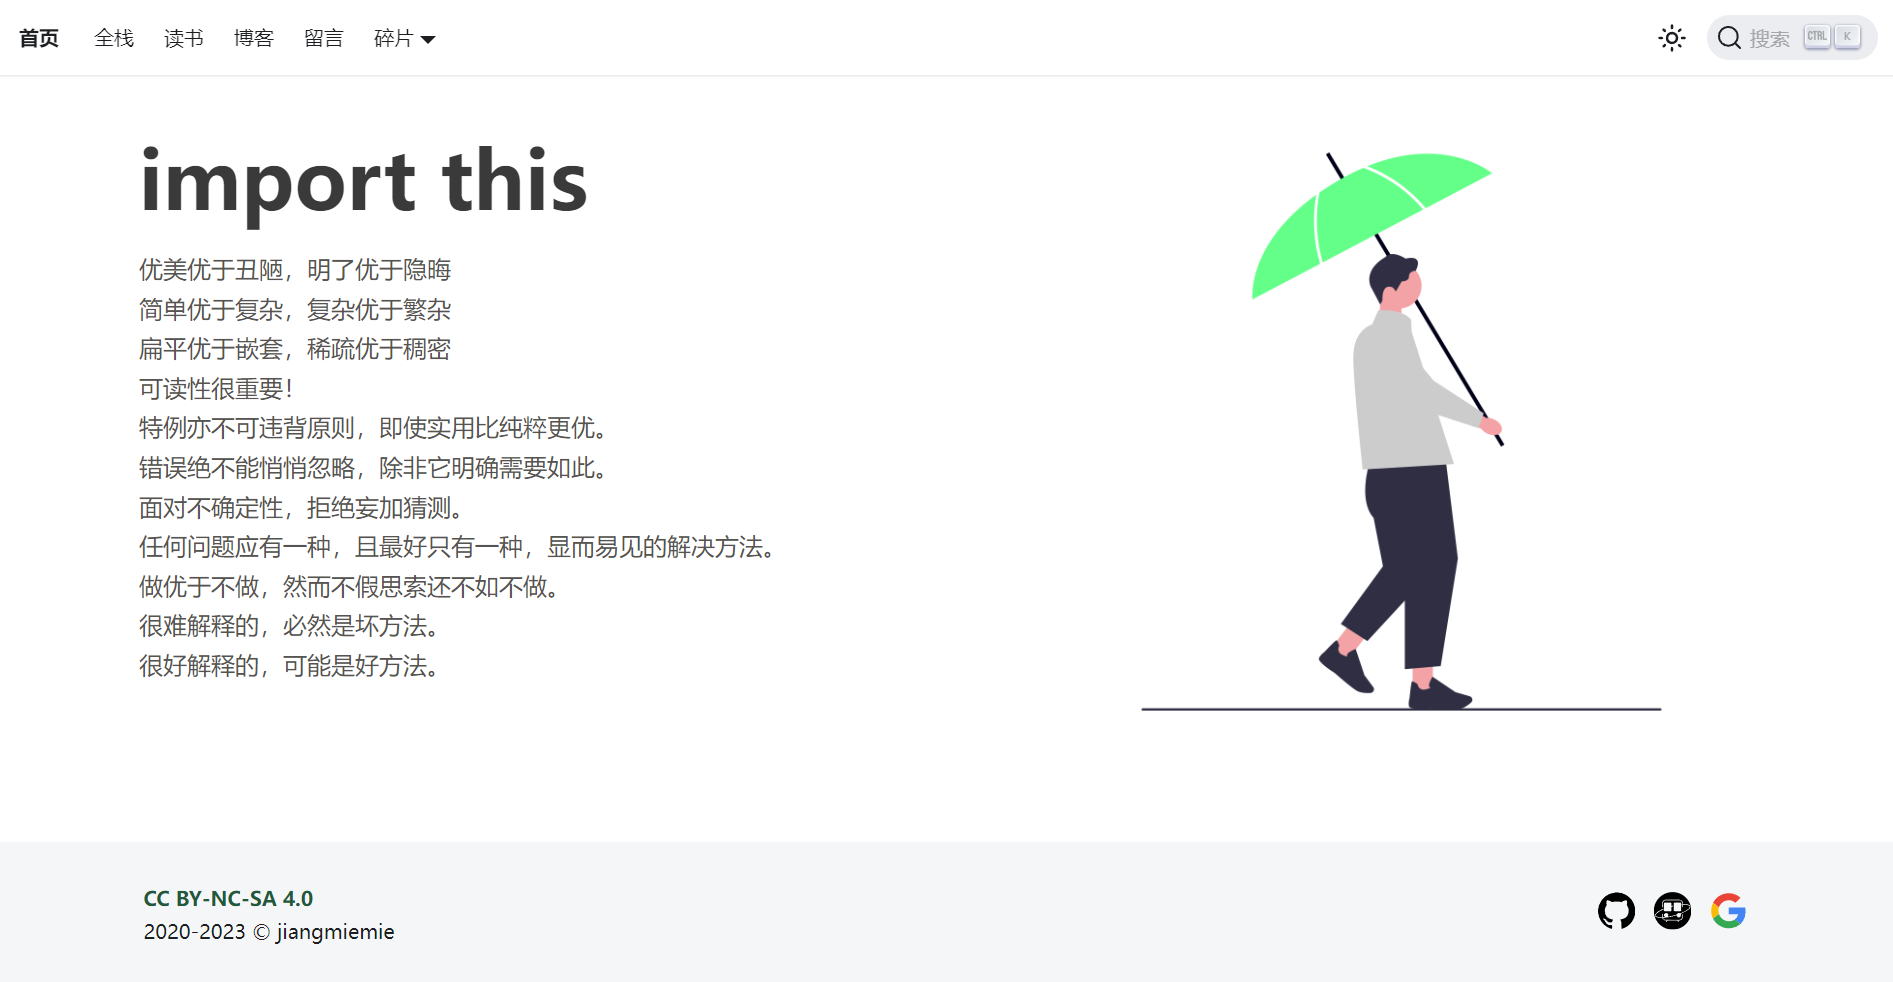 首页 全栈 读书 博客 留言 碎片 搜索 CTRL K
import this
优美优于丑陋，明了优于隐晦
简单优于复杂，复杂优于繁杂
扁平优于嵌套，稀疏优于稠密
可读性很重要！
特例亦不可违背原则，即使实用比纯粹更优。
错误绝不能悄悄忽略，除非它明确需要如此。
面对不确定性，拒绝妄加猜测。
任何问题应有一种，且最好只有一种，显而易见的解决方法。
做优于不做，然而不假思索还不如不做。
很难解释的，必然是坏方法。
很好解释的，可能是好方法。
CC BY-NC-SA 4.0
2020-2023 © jiangmiemie